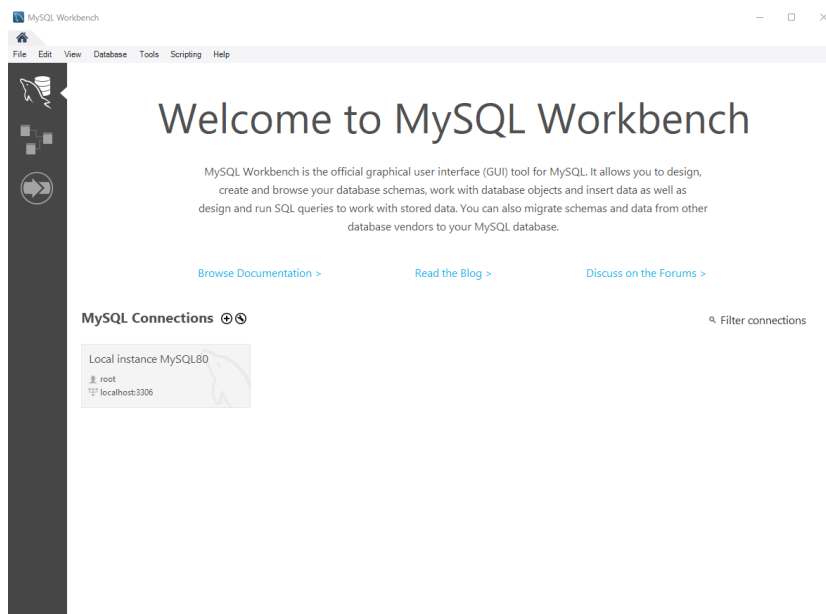 MySQL Workbench
File Edit View Database Tools Scripting Help
Welcome to MySQL Workbench
MySQL Workbench is the official graphical user interface (GUI) tool for MySQL. It allows you to design,
create and browse your database schemas, work with database objects and insert data as well as
design and run SQL queries to work with stored data. You can also migrate schemas and data from other
database vendors to your MySQL database.
Browse Documentation > Read the Blog > Discuss on the Forums >
MySQL Connections Filter connections
Local instance MySQL80
root
localhost:3306